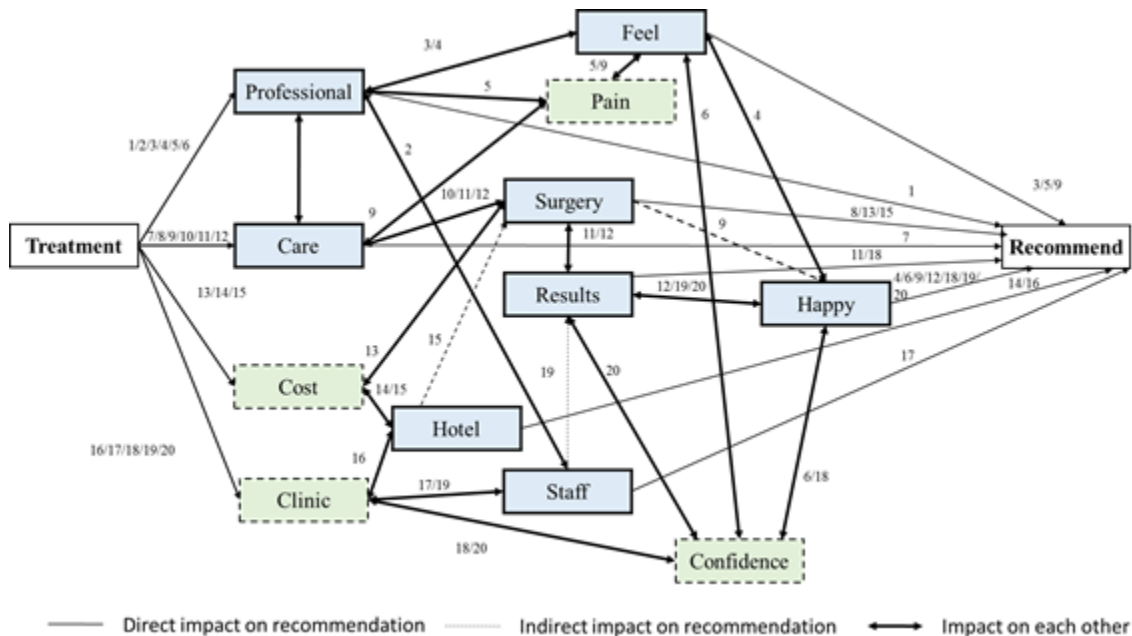 Feel
3/4
5/9
Professional
5
Pain
6
4
1/2/3/4/5/6
2
1
3/5/9
10/11/12
Surgery
8/13/15
9
9
7/8/9/10/11/12
Treatment
Care
11/12
7
Recommend
11/18
Results
12/19/20
Happy
4/6/9/12/18/19/
20
14/16
13/14/15
13
15
Cost
14/15
19
20
17
Hotel
16/17/18/19/20
16
17/19
Clinic
Staff
6/18
18/20
Confidence
Direct impact on recommendation
Indirect impact on recommendation
Impact on each other